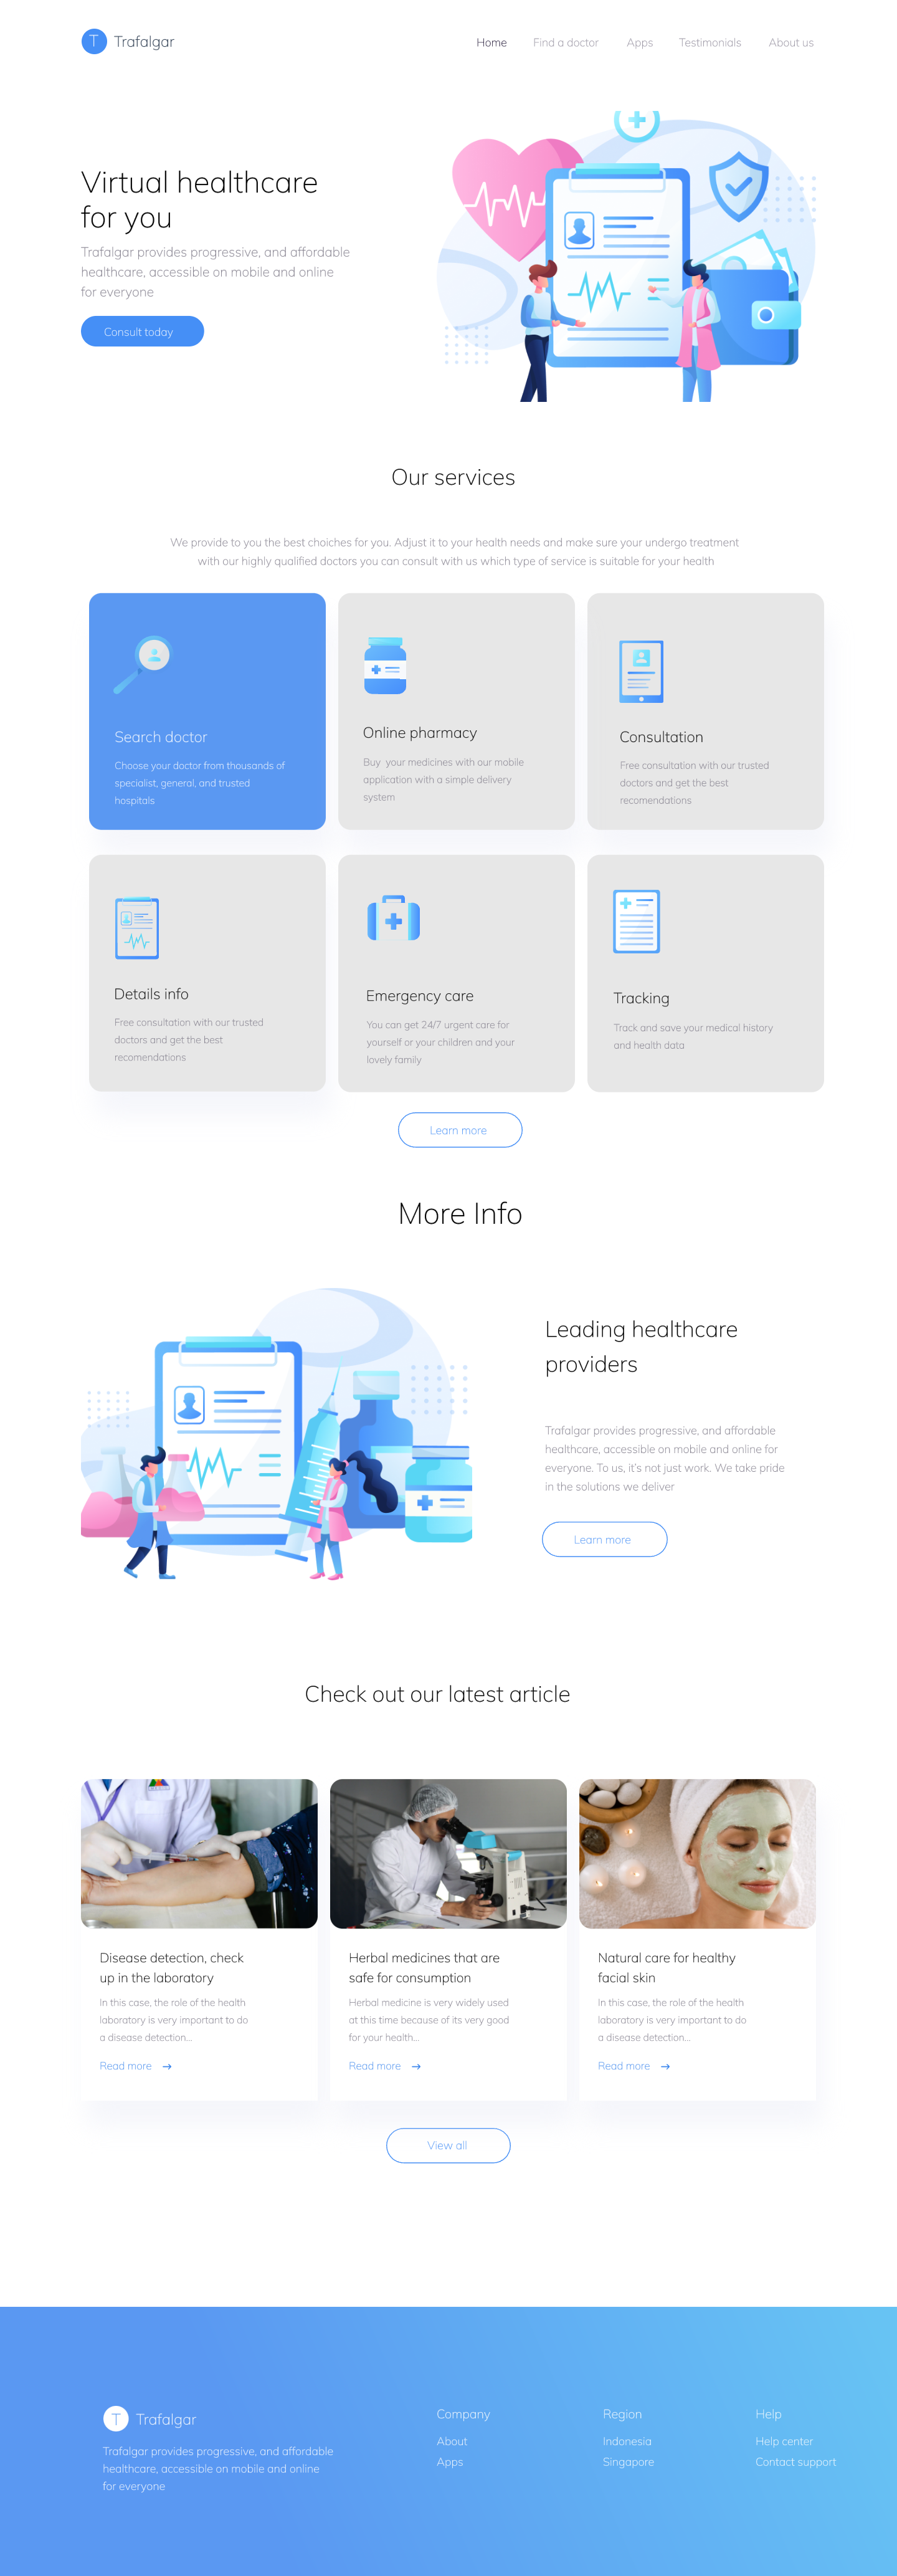 T Trafalgar
Home Find a doctor Apps Testimonials About us
Virtual healthcare
for you
Trafalgar provides progressive, and affordable
healthcare, accessible on mobile and online
for everyone
Consult today
Our services
We provide to you the best choiches for you. Adjust it to your health needs and make sure your undergo treatment
with our highly qualified doctors you can consult with us which type of service is suitable for your health
Search doctor
Choose your doctor from thousands of
specialist, general, and trusted
hospitals
Online pharmacy
Buy  your medicines with our mobile
application with a simple delivery
system
Consultation
Free consultation with our trusted
doctors and get the best
recomendations
Details info
Free consultation with our trusted
doctors and get the best
recomendations
Emergency care
You can get 24/7 urgent care for
yourself or your children and your
lovely family
Tracking
Track and save your medical history
and health data
Learn more
More Info
Leading healthcare
providers
Trafalgar provides progressive, and affordable
healthcare, accessible on mobile and online for
everyone. To us, it's not just work. We take pride
in the solutions we deliver
Learn more
Check out our latest article
Disease detection, check
up in the laboratory
In this case, the role of the health
laboratory is very important to do
a disease detection...
Read more →
Herbal medicines that are
safe for consumption
Herbal medicine is very widely used
at this time because of its very good
for your health...
Read more →
Natural care for healthy
facial skin
In this case, the role of the health
laboratory is very important to do
a disease detection...
Read more →
View all
T Trafalgar
Trafalgar provides progressive, and affordable
healthcare, accessible on mobile and online
for everyone
Company
About
Apps
Region
Indonesia
Singapore
Help
Help center
Contact support